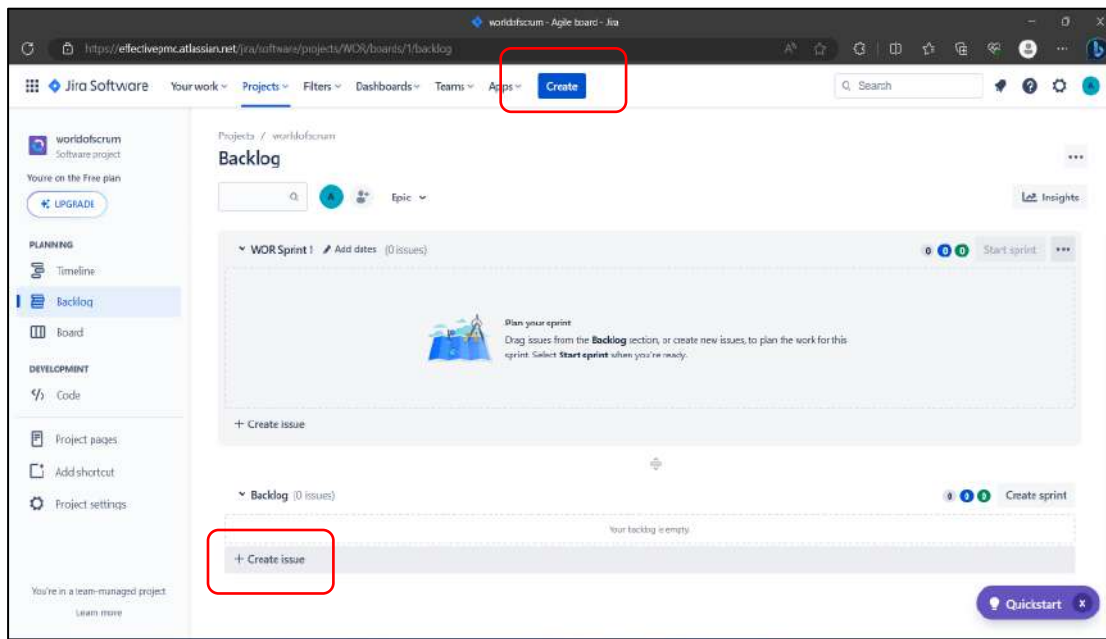 worldofscrum - Agile board - Jira
https://effectivepmc.atlassian.net/jira/software/projects/WOR/boards/1/backlog
Jira Software Your work Projects Filters Dashboards Teams Apps Create Search
worldofscrum
Software project
You're on the Free plan
UPGRADE
PLANNING
Timeline
Backlog
Board
DEVELOPMENT
Code
Project pages
Add shortcut
Project settings
You're in a team-managed project
Learn more
Projects / worldofscrum
Backlog
A Epic
Insights
WOR Sprint 1 Add dates (0 issues) 0 0 0 Start sprint
Plan your sprint
Drag issues from the Backlog section, or create new issues, to plan the work for this
sprint. Select Start sprint when you're ready.
+ Create issue
Backlog (0 issues) 0 0 0 Create sprint
Your backlog is empty.
+ Create issue
Quickstart x